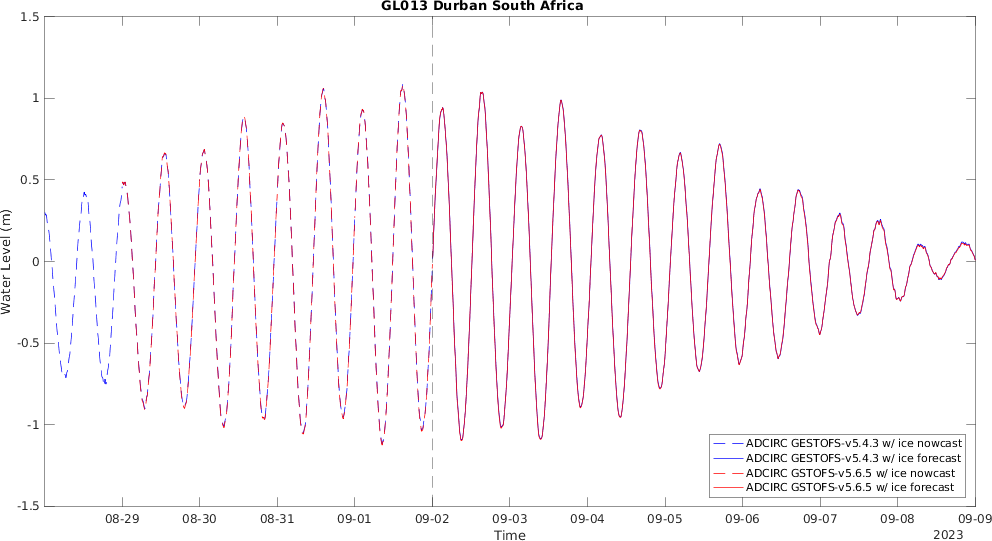 GL013 Durban South Africa
1.5
1
0.5
0
-0.5
-1
-1.5
Water Level (m)
08-29 08-30 08-31 09-01 09-02 09-03 09-04 09-05 09-06 09-07 09-08 09-09
Time
2023
ADCIRC GESTOFS-v5.4.3 w/ ice nowcast
ADCIRC GESTOFS-v5.4.3 w/ ice forecast
ADCIRC GSTOFS-v5.6.5 w/ ice nowcast
ADCIRC GSTOFS-v5.6.5 w/ ice forecast